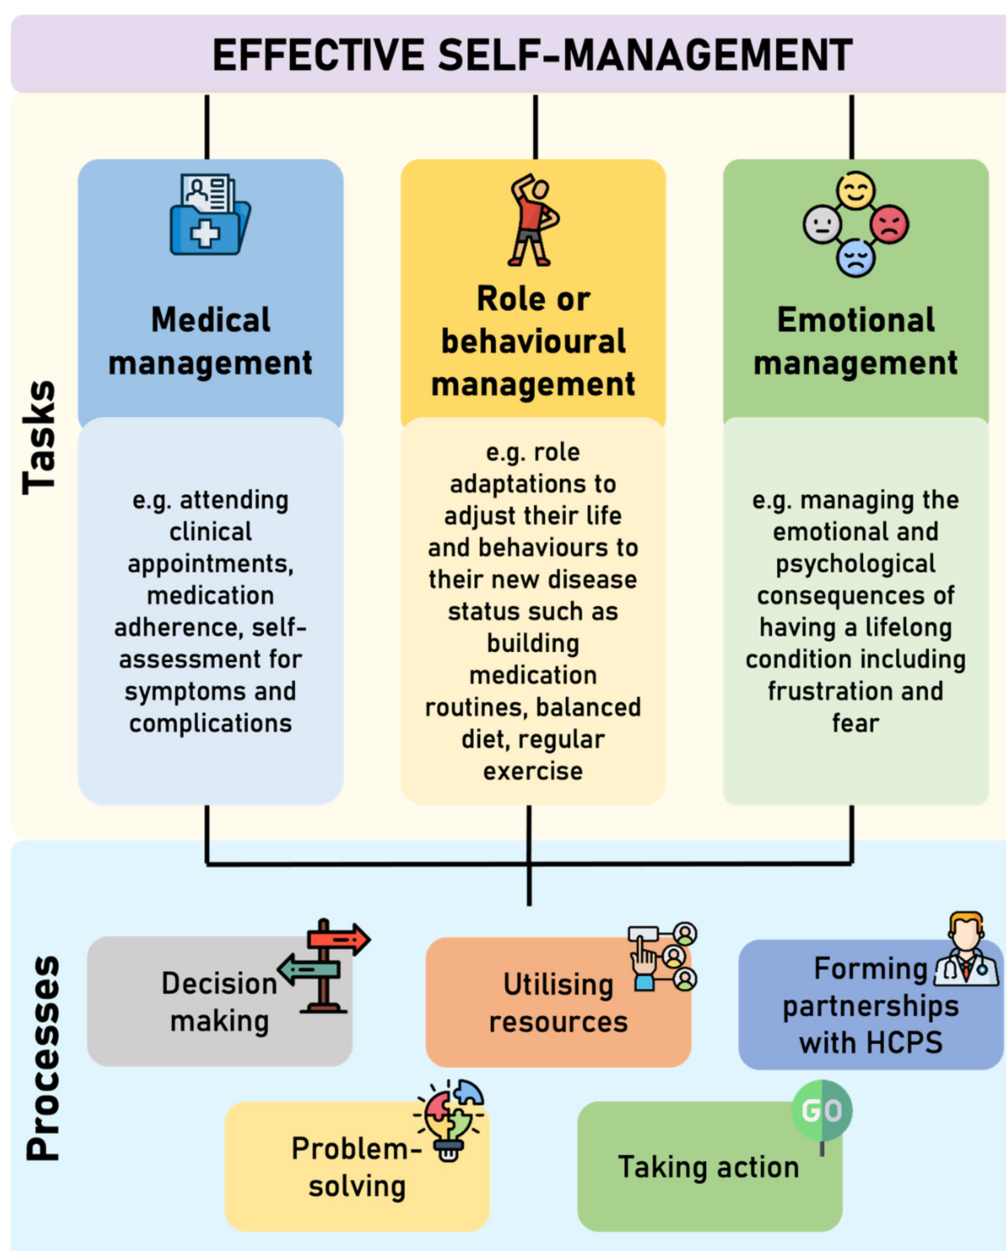 EFFECTIVE SELF-MANAGEMENT
Tasks
Medical
management
e.g. attending
clinical
appointments,
medication
adherence, self-
assessment for
symptoms and
complications
Role or
behavioural
management
e.g. role
adaptations to
adjust their life
and behaviours to
their new disease
status such as
building
medication
routines, balanced
diet, regular
exercise
Emotional
management
e.g. managing the
emotional and
psychological
consequences of
having a lifelong
condition including
frustration and
fear
Processes
Decision
making
Utilising
resources
Forming
partnerships
with HCPS
Problem-
solving
GO
Taking action